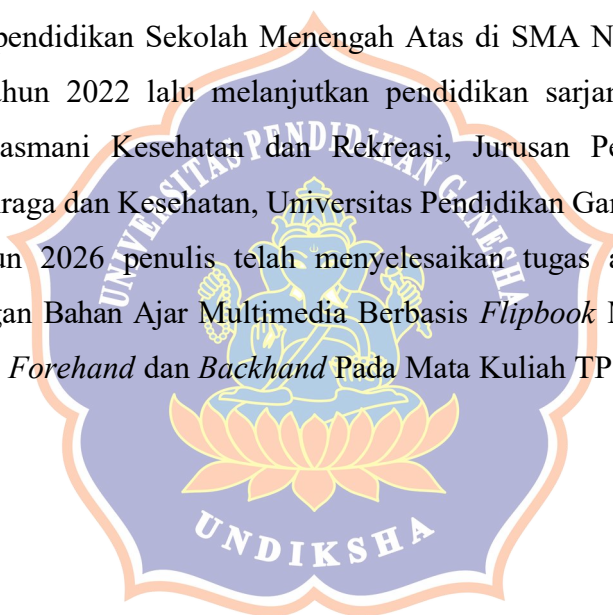 pendidikan Sekolah Menengah Atas di SMA N
ahun 2022 lalu melanjutkan pendidikan sarjan
asmani Kesehatan dan Rekreasi, Jurusan Pe
raga dan Kesehatan, Universitas Pendidikan Gan
un 2026 penulis telah menyelesaikan tugas a
gan Bahan Ajar Multimedia Berbasis Flipbook M
Forehand dan Backhand Pada Mata Kuliah TP
UNIVERSITAS PENDIDIKAN GANESHA
UNDIKSHA